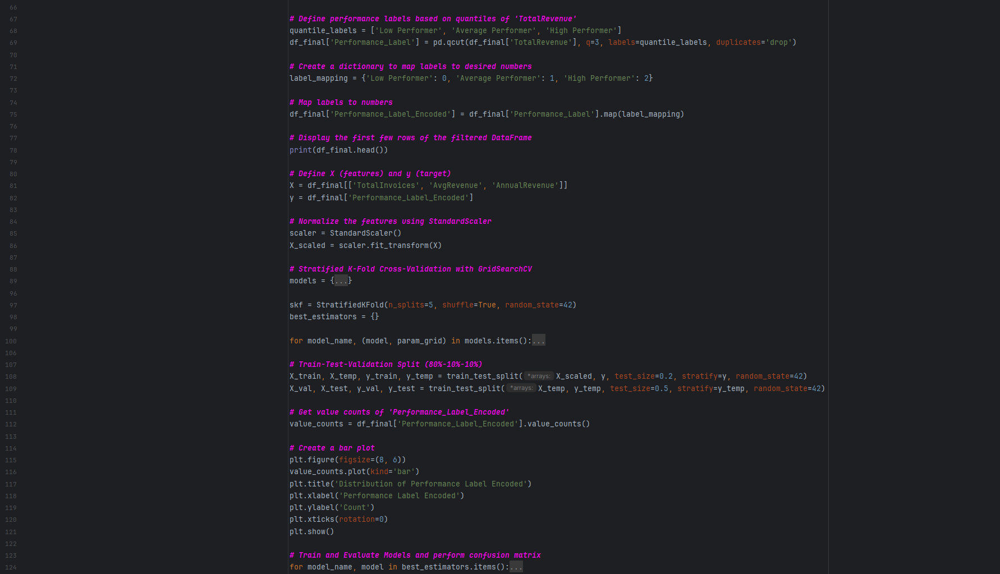 66
67 # Define performance labels based on quantiles of 'TotalRevenue'
68 quantile_labels = ['Low Performer', 'Average Performer', 'High Performer']
69 df_final['Performance_Label'] = pd.qcut(df_final['TotalRevenue'], q=3, labels=quantile_labels, duplicates='drop')
70
71 # Create a dictionary to map labels to desired numbers
72 label_mapping = {'Low Performer': 0, 'Average Performer': 1, 'High Performer': 2}
73
74 # Map labels to numbers
75 df_final['Performance_Label_Encoded'] = df_final['Performance_Label'].map(label_mapping)
76
77 # Display the first few rows of the filtered DataFrame
78 print(df_final.head())
79
80 # Define X (features) and y (target)
81 X = df_final[['TotalInvoices', 'AvgRevenue', 'AnnualRevenue']]
82 y = df_final['Performance_Label_Encoded']
83
84 # Normalize the features using StandardScaler
85 scaler = StandardScaler()
86 X_scaled = scaler.fit_transform(X)
87
88 # Stratified K-Fold Cross-Validation with GridSearchCV
89 models = {...}
96
97 skf = StratifiedKFold(n_splits=5, shuffle=True, random_state=42)
98 best_estimators = {}
99
100 for model_name, (model, param_grid) in models.items():...
106
107 # Train-Test-Validation Split (80%-10%-10%)
108 X_train, X_temp, y_train, y_temp = train_test_split( *arrays: X_scaled, y, test_size=0.2, stratify=y, random_state=42)
109 X_val, X_test, y_val, y_test = train_test_split( *arrays: X_temp, y_temp, test_size=0.5, stratify=y_temp, random_state=42)
110
111 # Get value counts of 'Performance_Label_Encoded'
112 value_counts = df_final['Performance_Label_Encoded'].value_counts()
113
114 # Create a bar plot
115 plt.figure(figsize=(8, 6))
116 value_counts.plot(kind='bar')
117 plt.title('Distribution of Performance Label Encoded')
118 plt.xlabel('Performance Label Encoded')
119 plt.ylabel('Count')
120 plt.xticks(rotation=0)
121 plt.show()
122
123 # Train and Evaluate Models and perform confusion matrix
124 for model_name, model in best_estimators.items():...